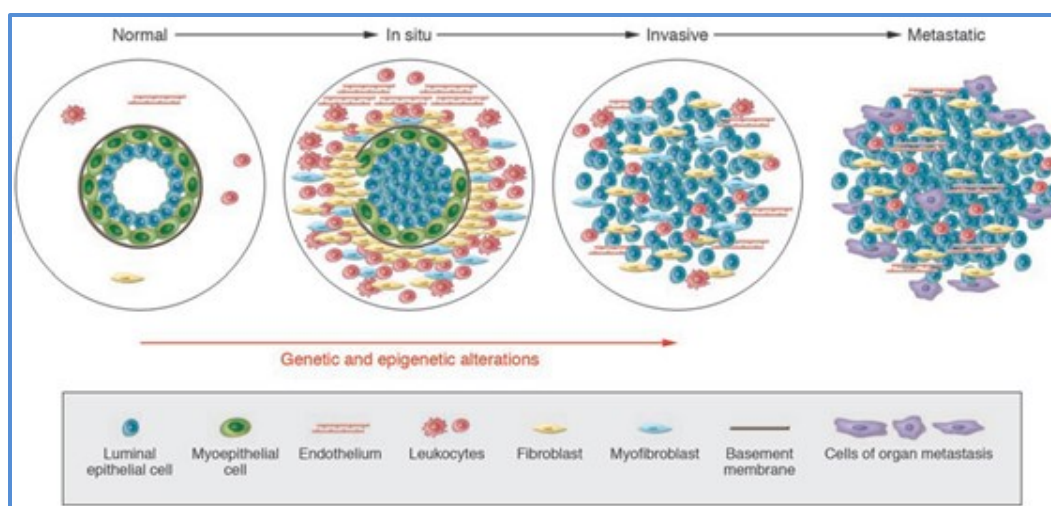 Normal
In situ
Invasive
Metastatic
Genetic and epigenetic alterations
Luminal
epithelial cell
Myoepithelial
cell
Endothelium
Leukocytes
Fibroblast
Myofibroblast
Basement
membrane
Cells of organ metastasis